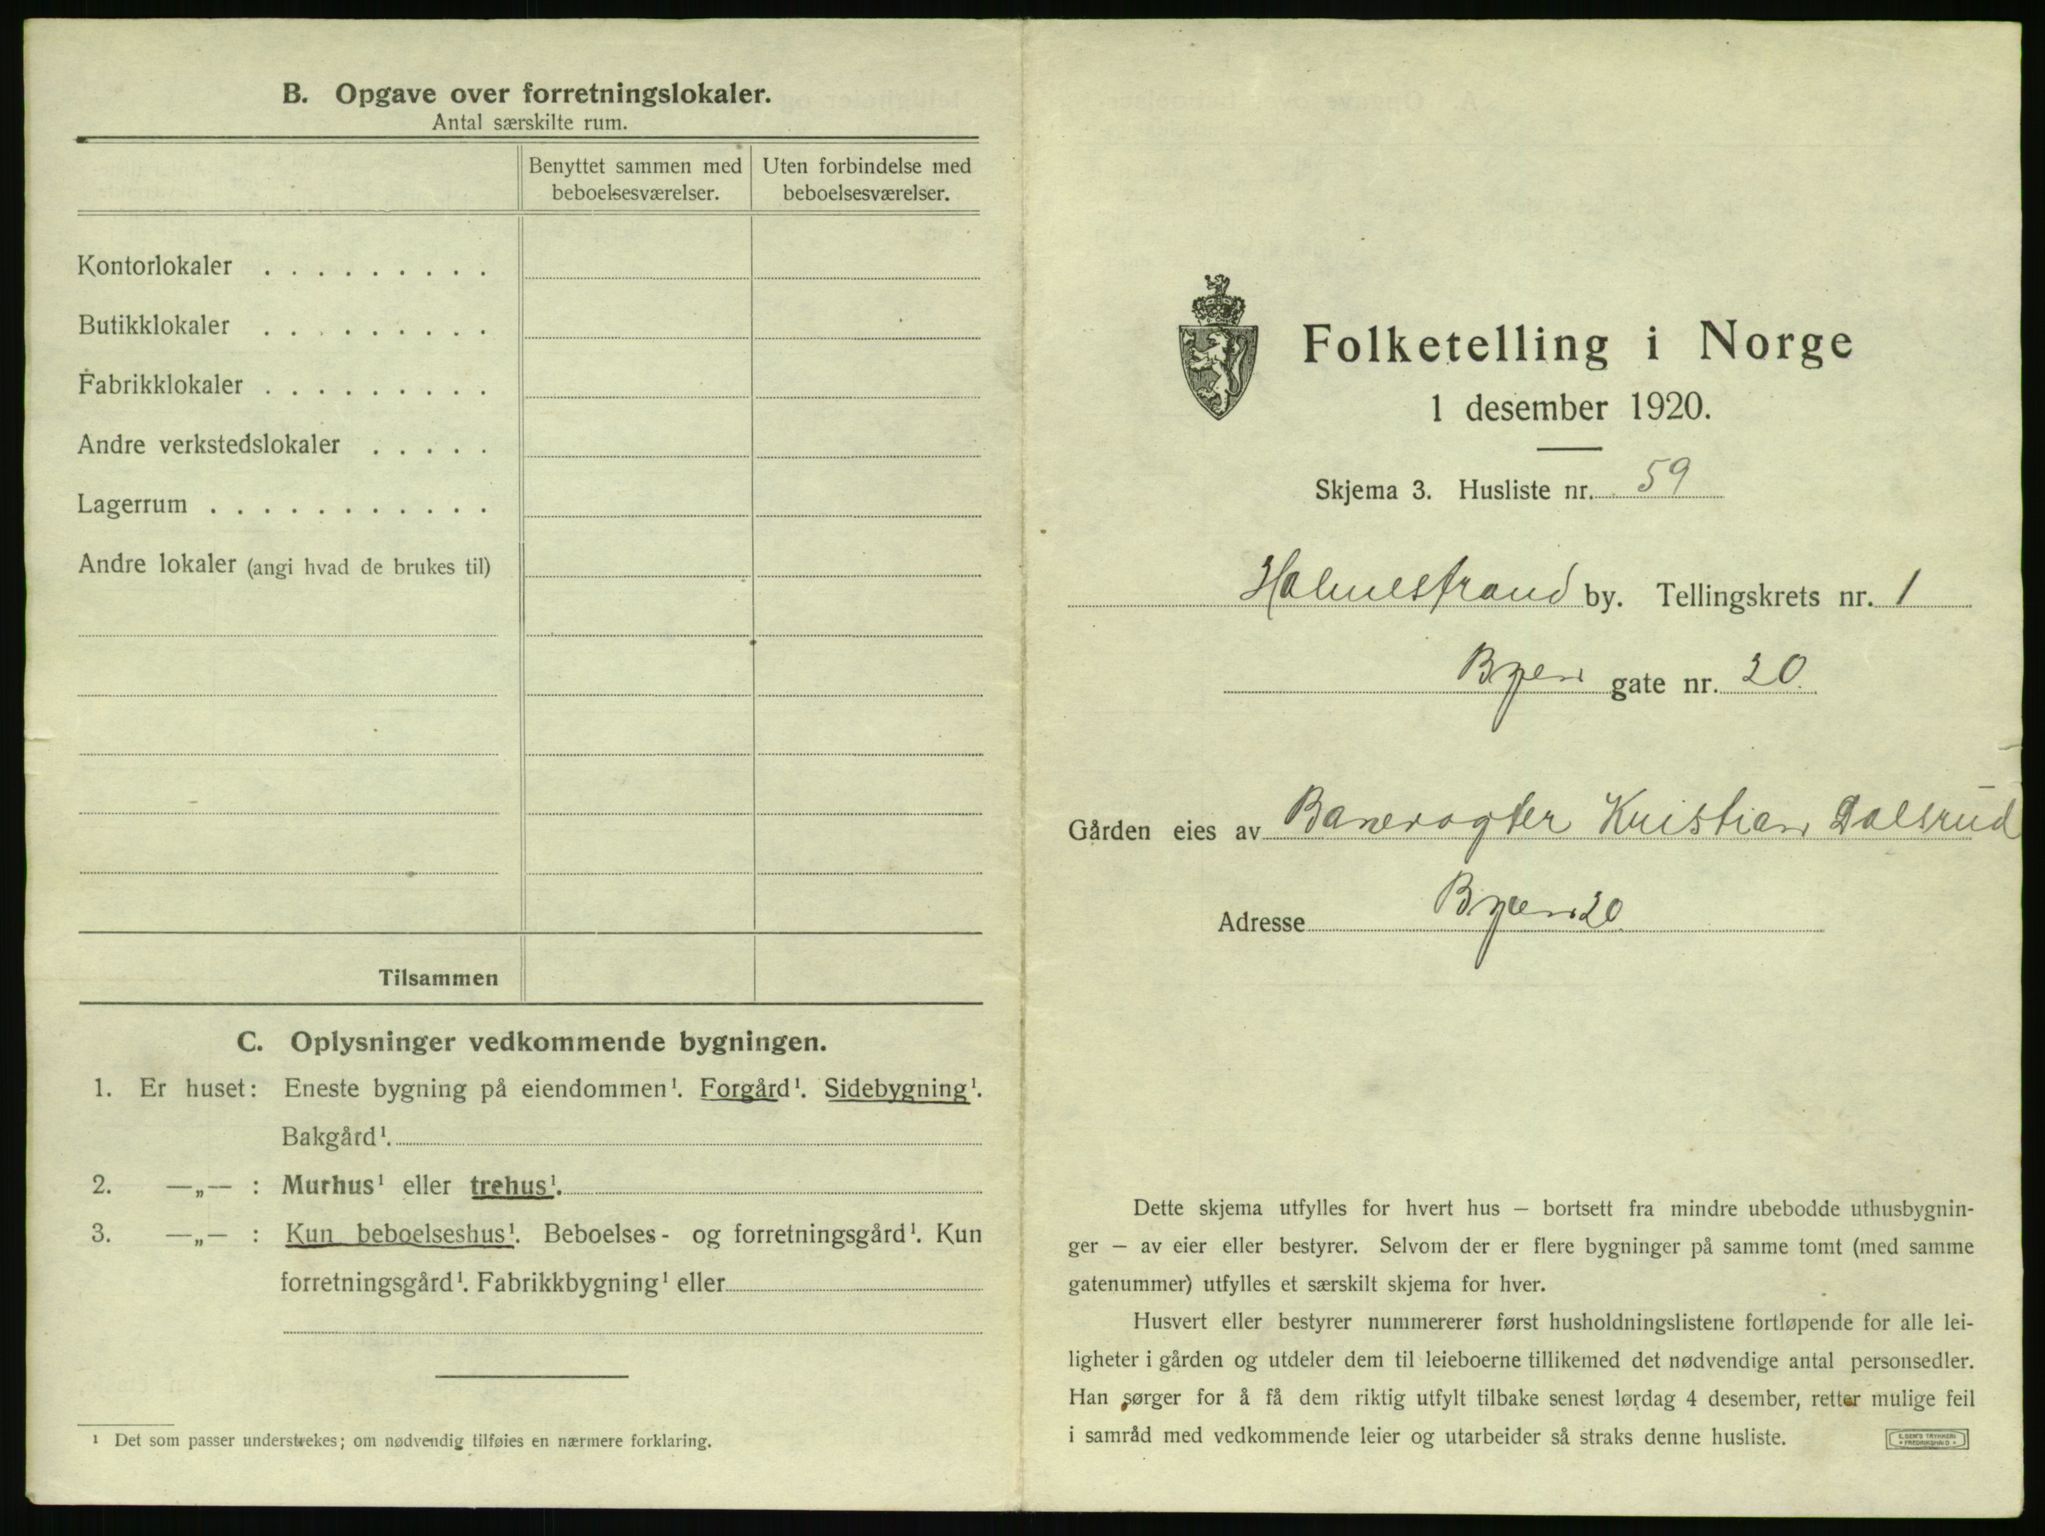 B. Opgave over forretningslokaler.
Antal særskilte rum.
Benyttet sammen med beboelsesværelser.
Uten forbindelse med beboelsesværelser.
Kontorlokaler . . . . . . . . .
Butikklokaler . . . . . . . . .
Fabrikklokaler . . . . . . . . .
Andre verkstedslokaler . . . . .
Lagerrum . . . . . . . . . . .
Andre lokaler (angi hvad de brukes til)
Tilsammen
C. Oplysninger vedkommende bygningen.
1. Er huset: Eneste bygning på eiendommen¹. Forgård¹. Sidebygning¹.
Bakgård¹.
2. —„— : Murhus¹ eller trehus¹.
3. —„— : Kun beboelseshus¹. Beboelses- og forretningsgård¹. Kun
forretningsgård¹. Fabrikkbygning¹ eller
¹ Det som passer understrekes; om nødvendig tilføies en nærmere forklaring.
Folketelling i Norge
1 desember 1920.
Skjema 3. Husliste nr. 59
Holmestrand by. Tellingskrets nr. 1
Byen gate nr. 20.
Gården eies av Banevogter Kristian Dalsrud
Adresse Byen 20
Dette skjema utfylles for hvert hus – bortsett fra mindre ubebodde uthusbygnin-
ger – av eier eller bestyrer. Selvom der er flere bygninger på samme tomt (med samme
gatenummer) utfylles et særskilt skjema for hver.
Husvert eller bestyrer nummererer først husholdningslistene fortløpende for alle lei-
ligheter i gården og utdeler dem til leieboerne tillikemed det nødvendige antal personsedler.
Han sørger for å få dem riktig utfylt tilbake senest lørdag 4 desember, retter mulige feil
i samråd med vedkommende leier og utarbeider så straks denne husliste.